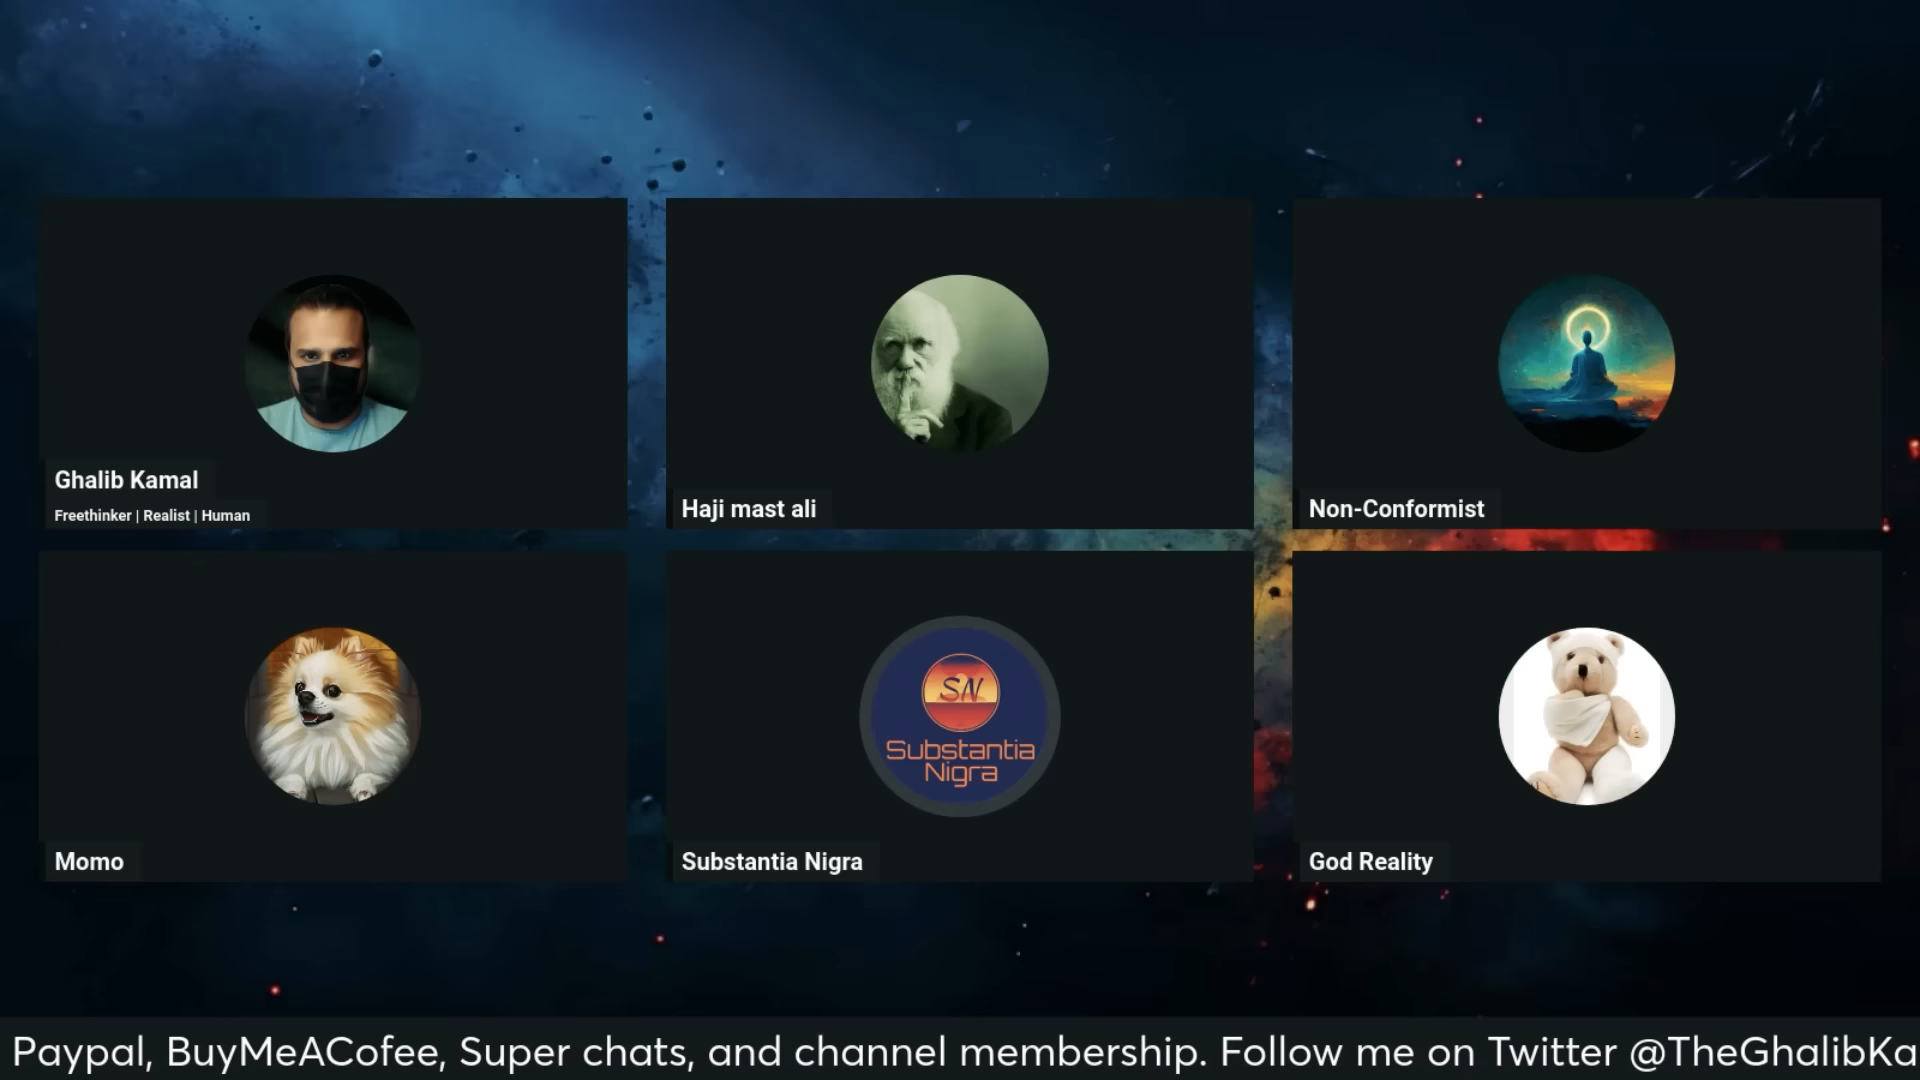 Ghalib Kamal
Freethinker | Realist | Human
Haji mast ali
Non-Conformist
Momo
SN
Substantia
Nigra
Substantia Nigra
God Reality
Paypal, BuyMeACofee, Super chats, and channel membership. Follow me on Twitter @TheGhalibKa